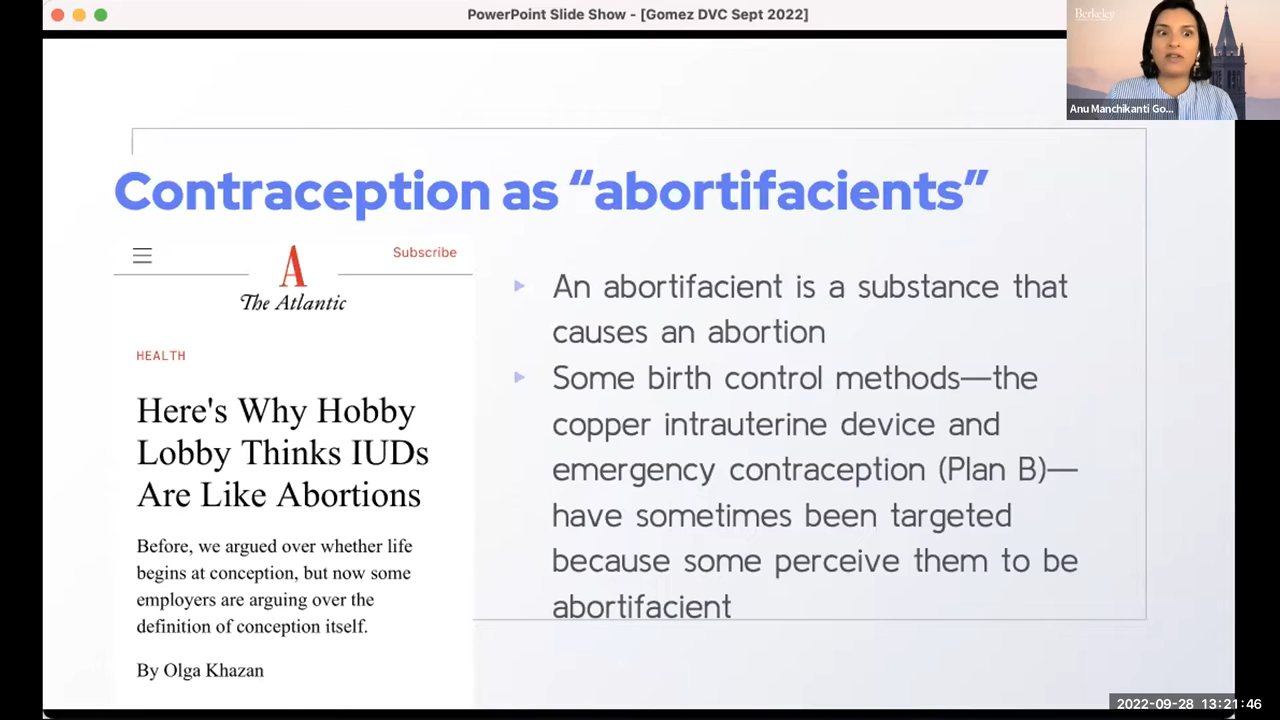 PowerPoint Slide Show - [Gomez DVC Sept 2022]
Berkeley
Anu Manchikanti Go...
Contraception as “abortifacients”
Subscribe
A
The Atlantic
HEALTH
Here's Why Hobby
Lobby Thinks IUDs
Are Like Abortions
Before, we argued over whether life
begins at conception, but now some
employers are arguing over the
definition of conception itself.
By Olga Khazan
An abortifacient is a substance that
causes an abortion
Some birth control methods—the
copper intrauterine device and
emergency contraception (Plan B)—
have sometimes been targeted
because some perceive them to be
abortifacient
2022-09-28 13:21:46